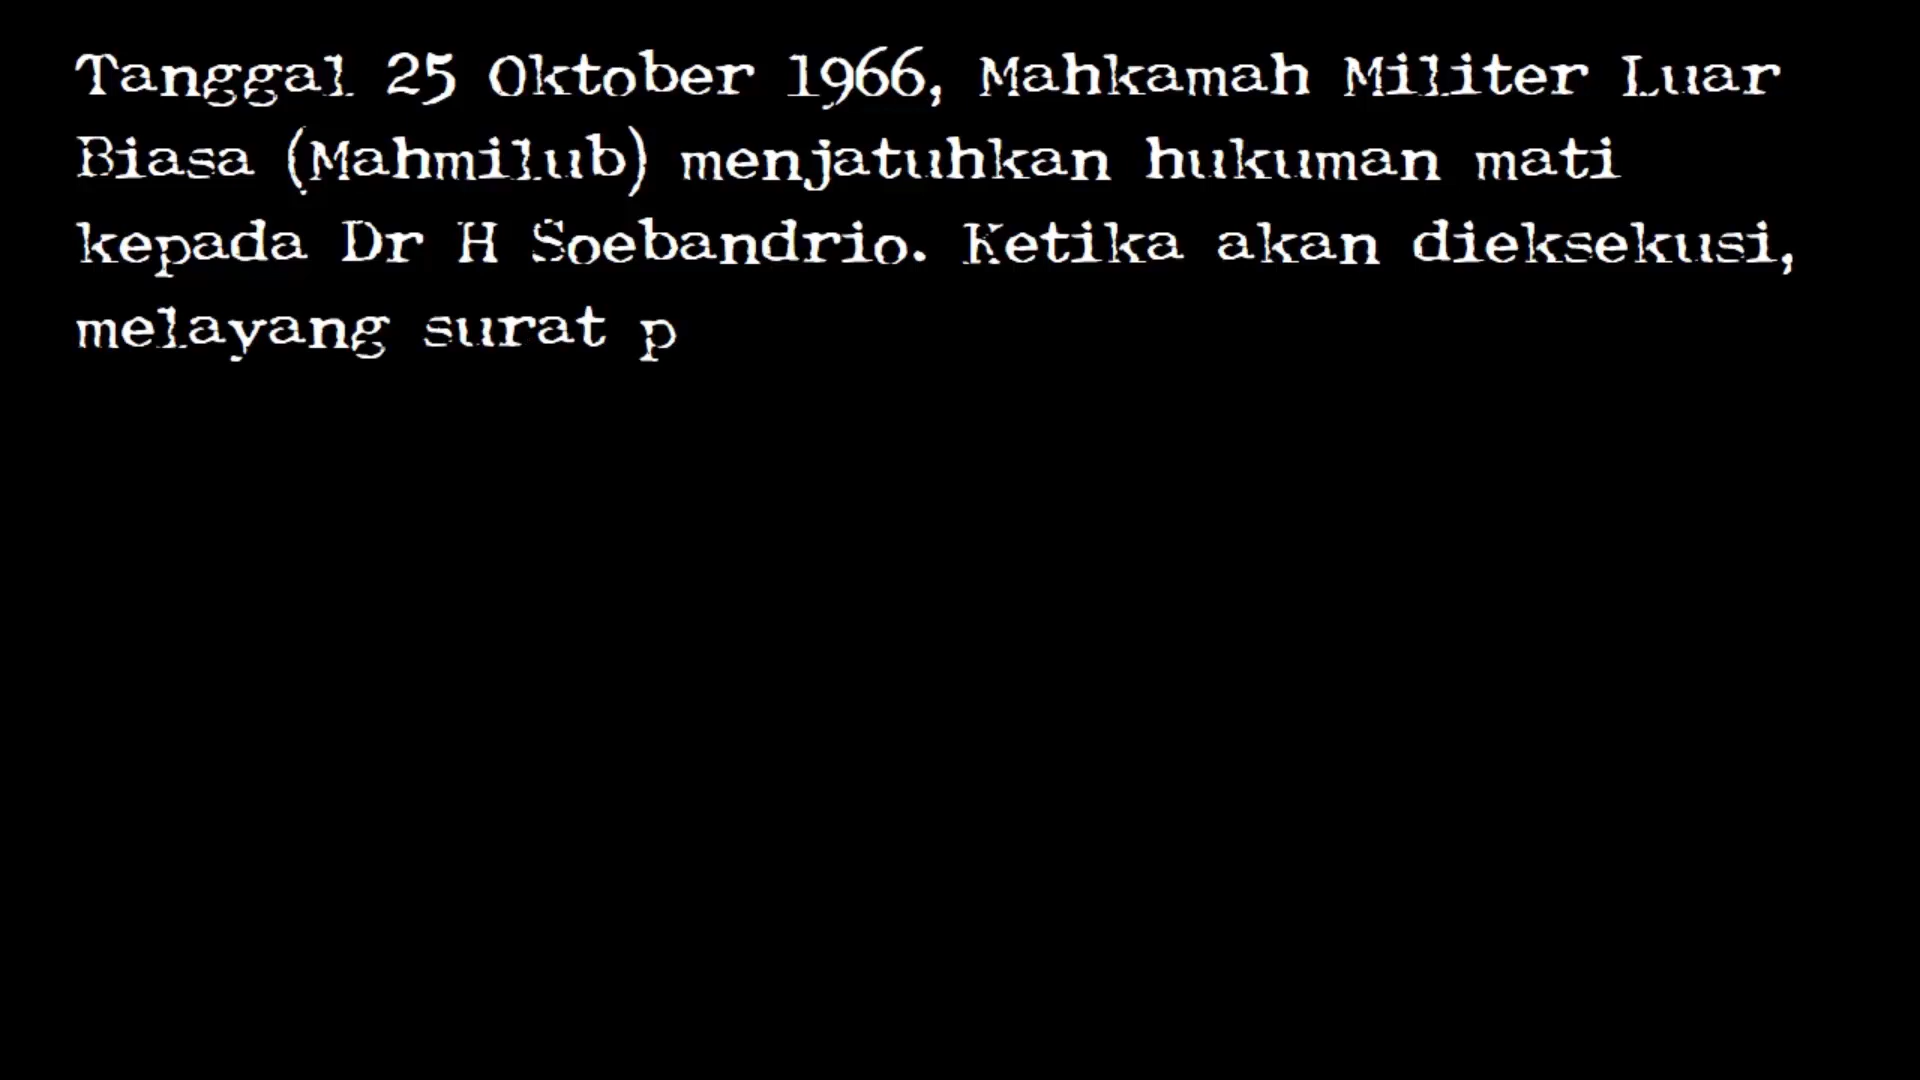 Tanggal 25 Oktober 1966, Mahkamah Militer Luar
Biasa (Mahmilub) menjatuhkan hukuman mati
kepada Dr H Soebandrio. Ketika akan dieksekusi,
melayang surat p